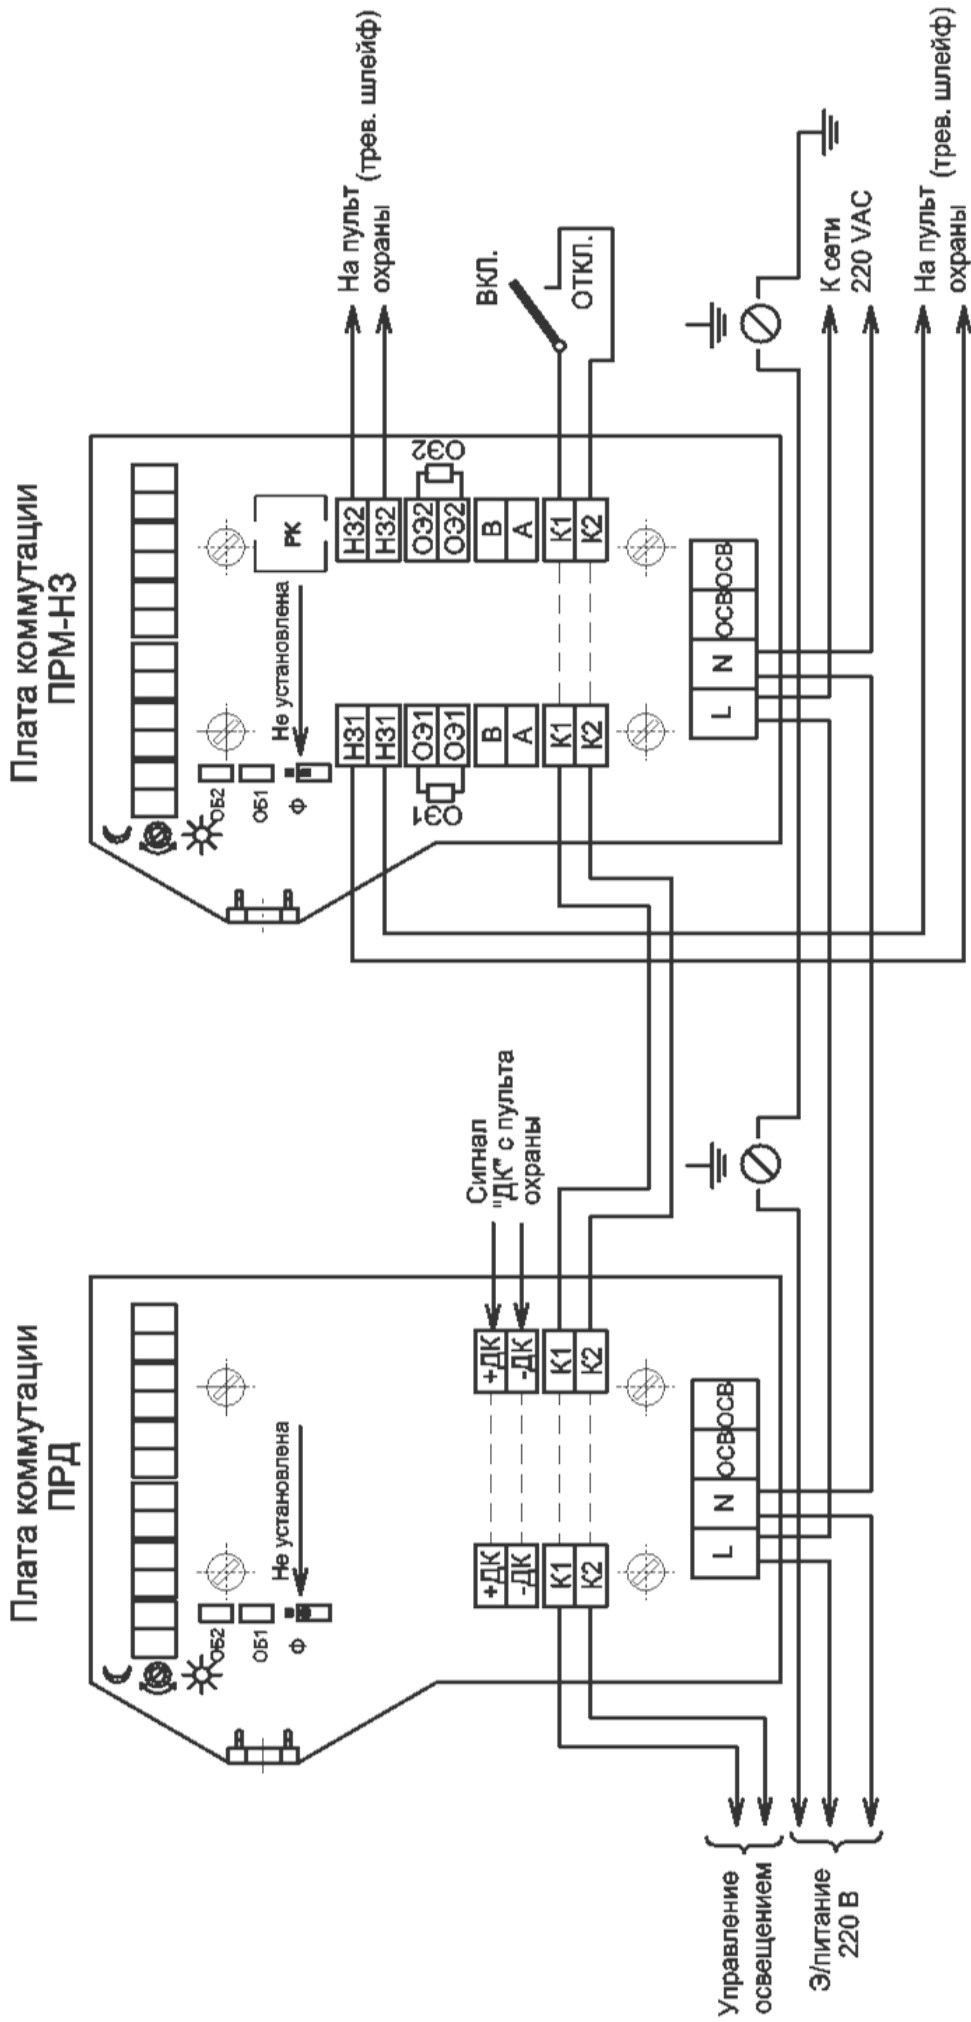 Плата коммутации
ПРД
ОБ2
ОБ1
Ф
Не установлена
+ДК
-ДК
К1
К2
+ДК
-ДК
К1
К2
Сигнал
"ДК" с пульта
охраны
L
N
ОСВ
ОСВ
Управление
освещением
Э/питание
220 В
Плата коммутации
ПРМ-НЗ
ОБ2
ОБ1
Ф
Не установлена
РК
НЗ1
НЗ1
ОЭ1
ОЭ1
ОЭ1
В
А
К1
К2
НЗ2
НЗ2
ОЭ2
ОЭ2
ОЭ2
В
А
К1
К2
L
N
ОСВ
ОСВ
На пульт
охраны
(трев. шлейф)
ВКЛ.
ОТКЛ.
К сети
220 VAC
На пульт
охраны
(трев. шлейф)